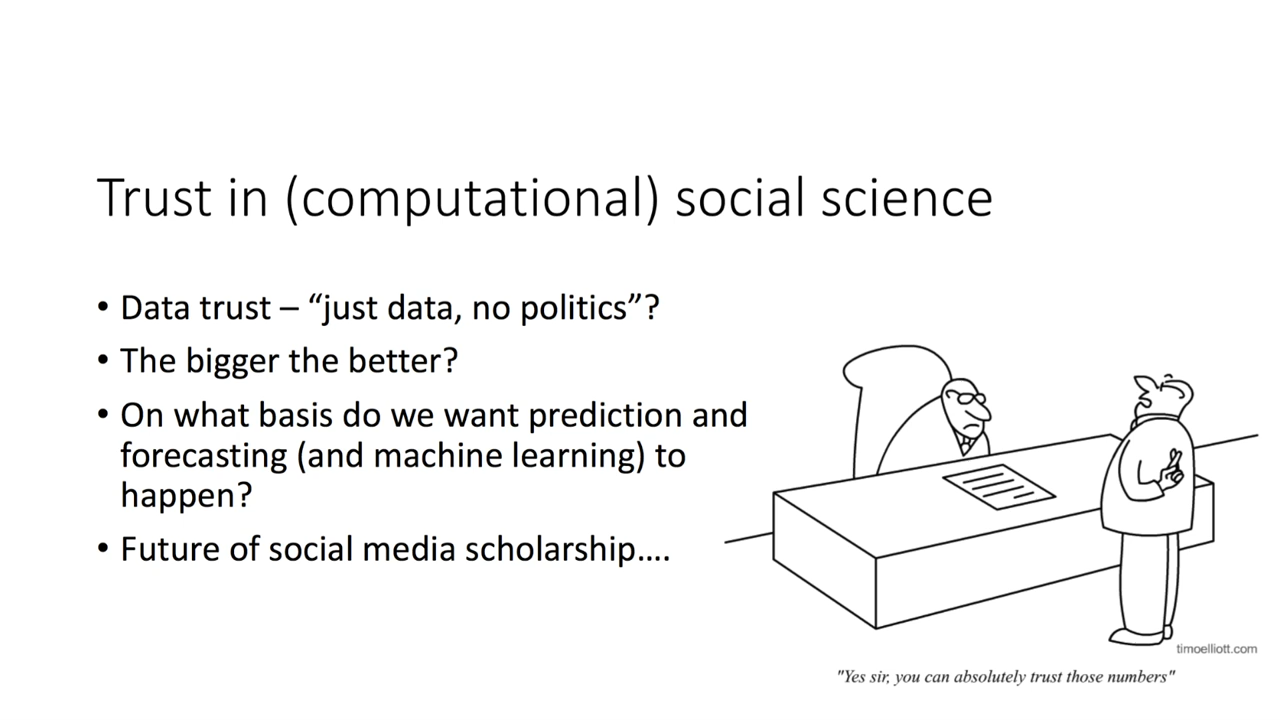 Trust in (computational) social science
• Data trust – “just data, no politics”?
• The bigger the better?
• On what basis do we want prediction and
forecasting (and machine learning) to
happen?
• Future of social media scholarship....
timoelliott.com
"Yes sir, you can absolutely trust those numbers"